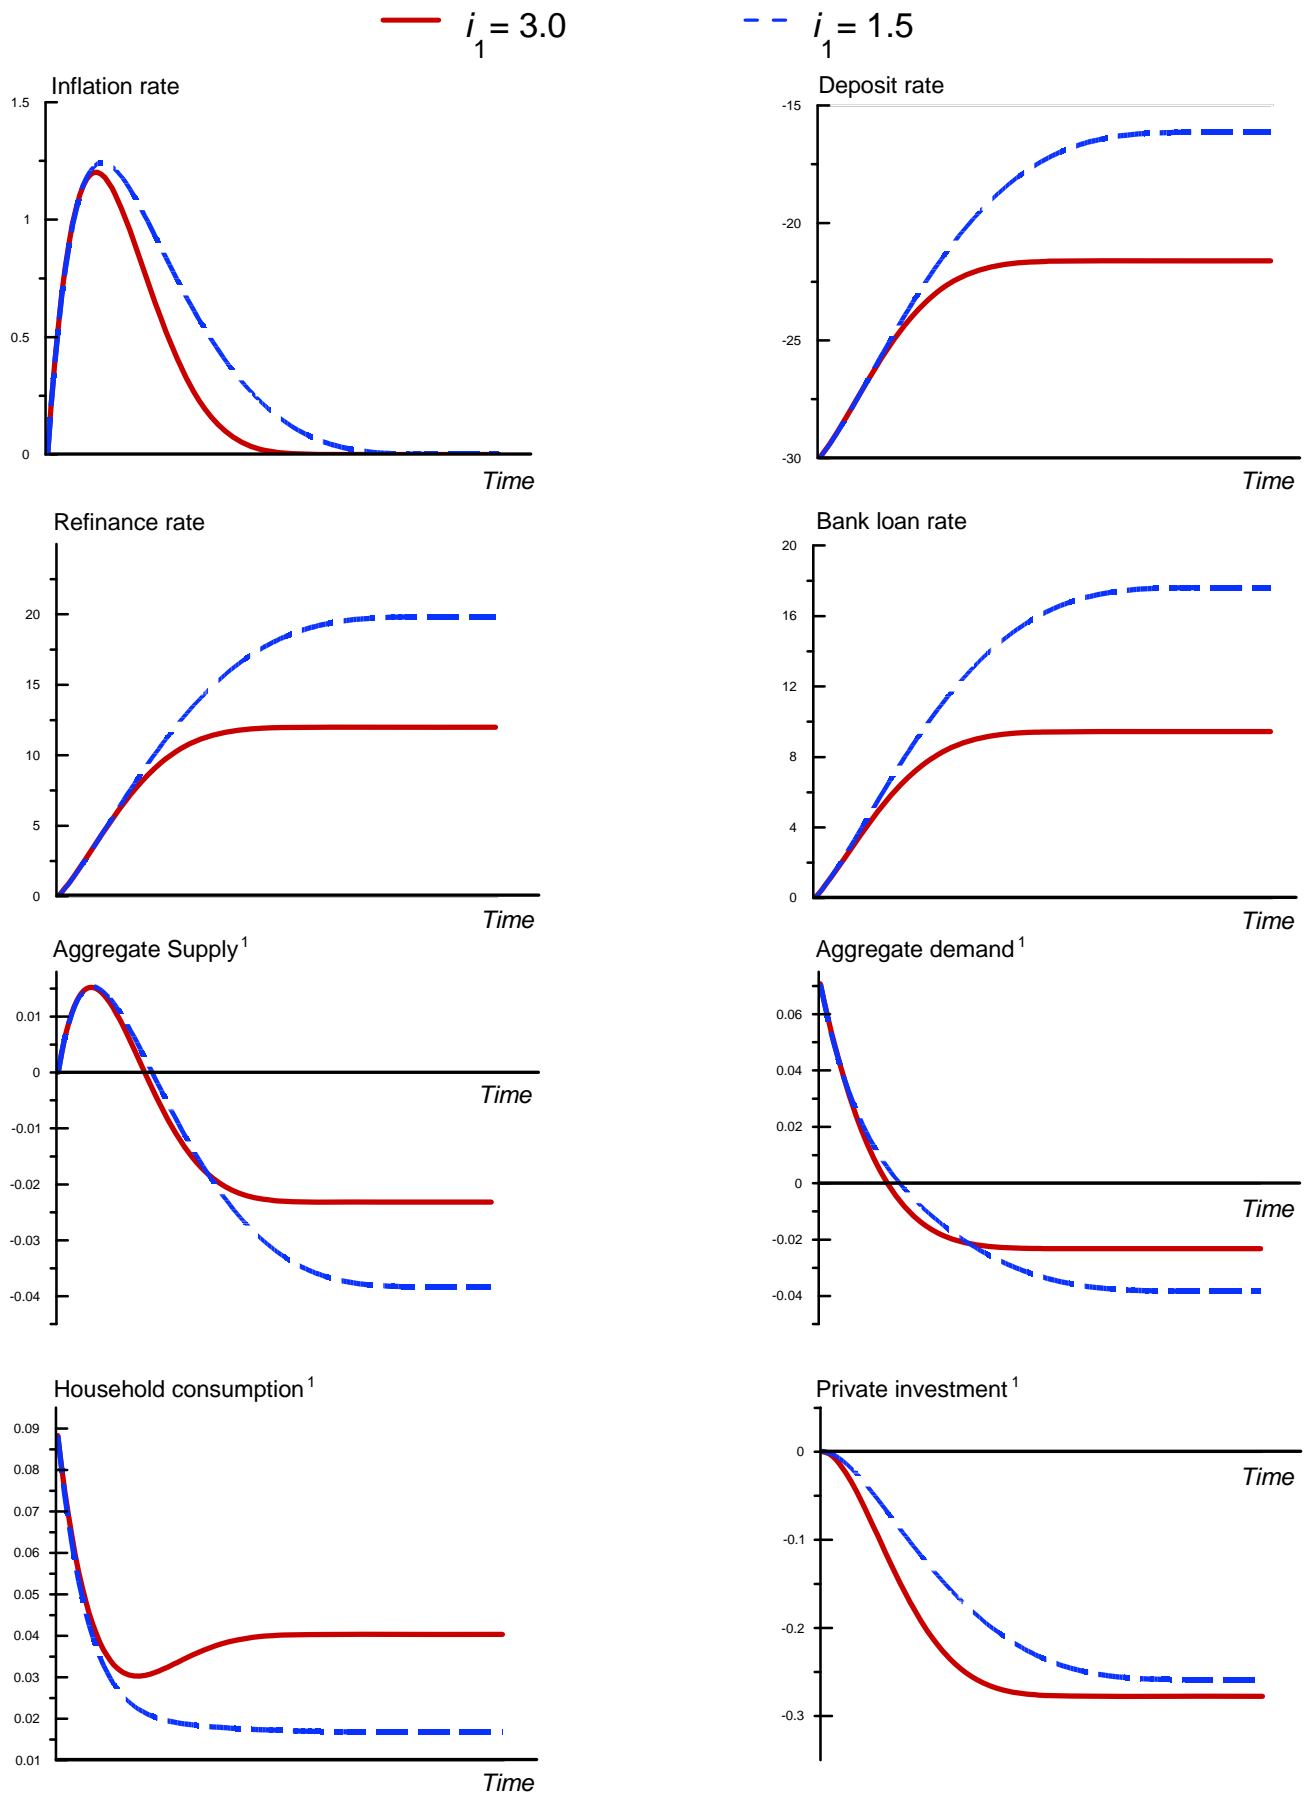 i1= 3.0
i1= 1.5
Inflation rate
1.5
1
0.5
0
Time
Deposit rate
-15
-20
-25
-30
Time
Refinance rate
20
15
10
5
0
Time
Bank loan rate
20
16
12
8
4
0
Time
Aggregate Supply1
0.01
0
-0.01
-0.02
-0.03
-0.04
Time
Aggregate demand1
0.06
0.04
0.02
0
-0.02
-0.04
Time
Household consumption1
0.09
0.08
0.07
0.06
0.05
0.04
0.03
0.02
0.01
Time
Private investment1
0
-0.1
-0.2
-0.3
Time